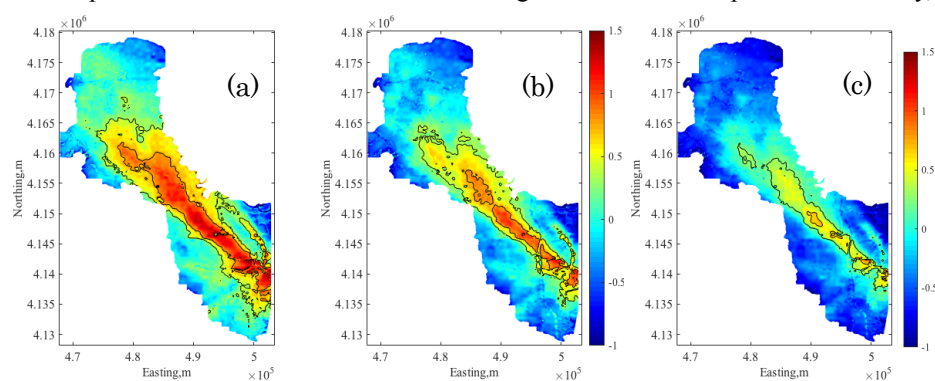 ×10⁶ ×10⁶ ×10⁶
4.18 4.18 1.5 4.18
4.175 (a) 4.175 (b) 4.175 (c) 1.5
4.17 4.17 1 4.17
4.165 4.165 4.165 1
4.16 4.16 0.5 4.16 0.5
Northing,m Northing,m Northing,m
4.155 4.155 4.155
4.15 4.15 0 4.15 0
4.145 4.145 4.145
4.14 4.14 -0.5 4.14 -0.5
4.135 4.135 4.135
4.13 4.13 -1 4.13 -1
4.7 4.8 4.9 5 4.7 4.8 4.9 5 4.7 4.8 4.9 5
Easting,m ×10⁵ Easting,m ×10⁵ Easting,m ×10⁵